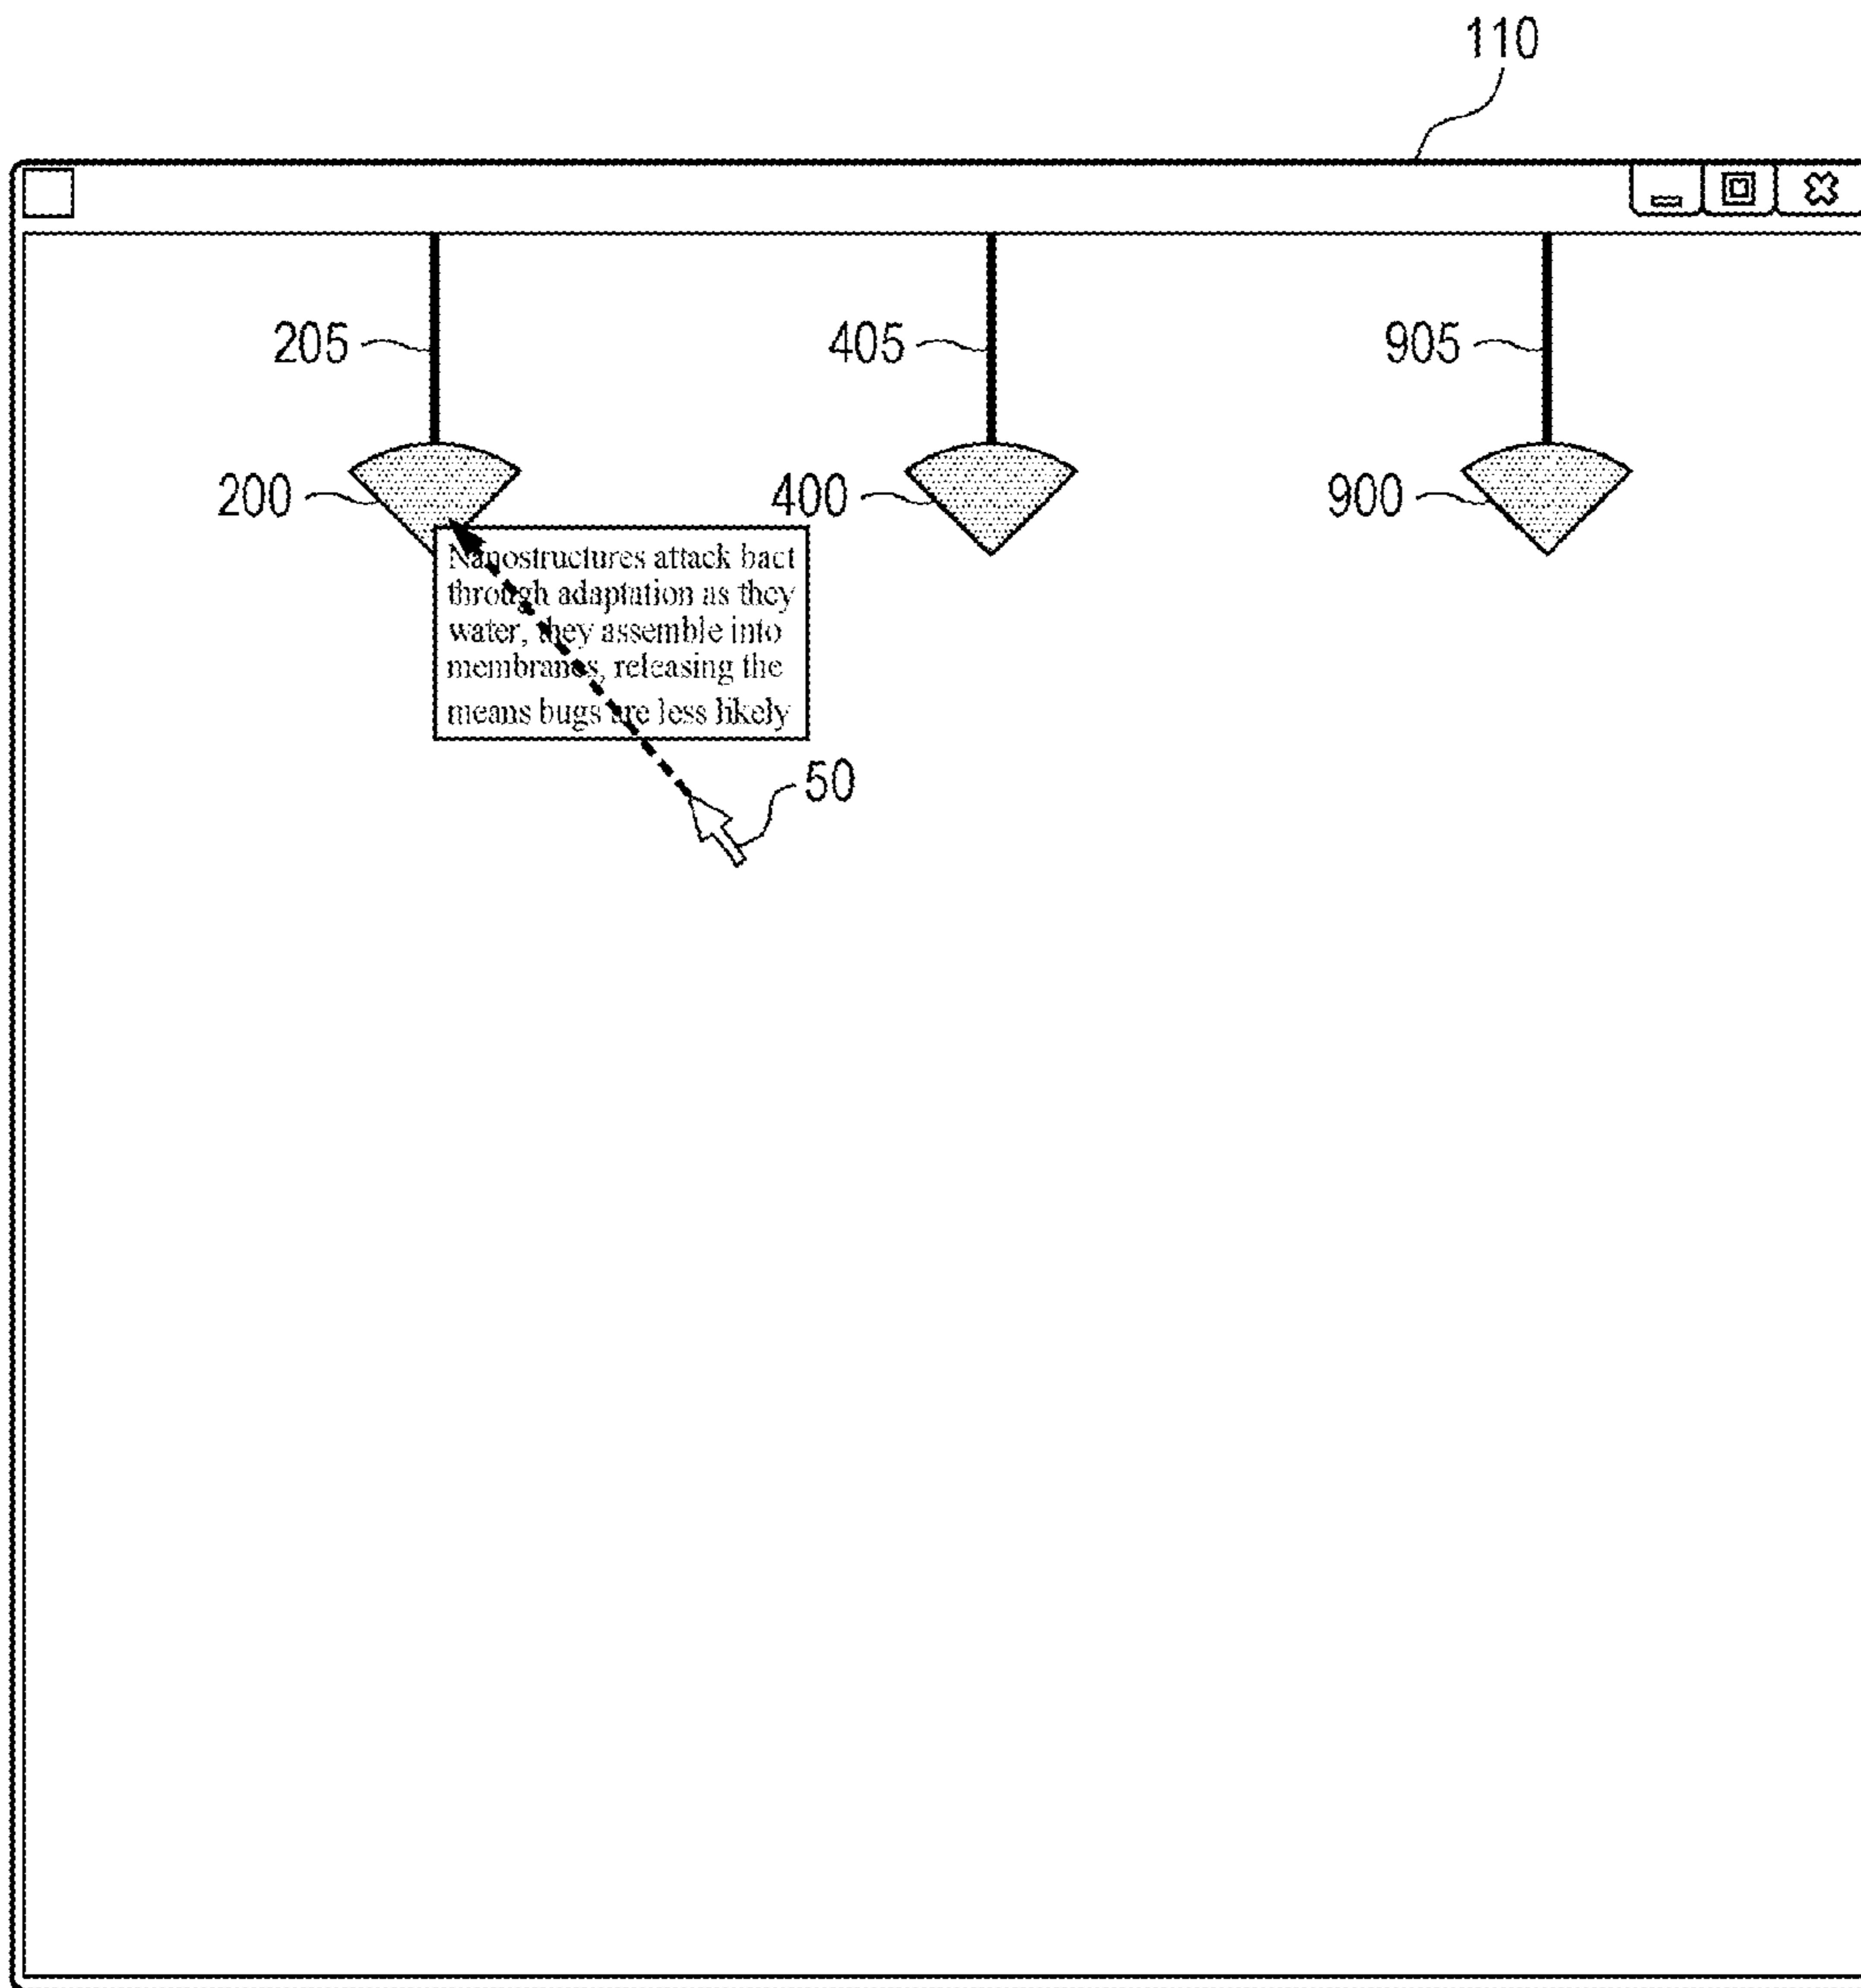 110
205
405
905
200
400
900
Nanostructures attack bact
through adaptation as they
water, they assemble into
membranes, releasing the
means bugs are less likely
50